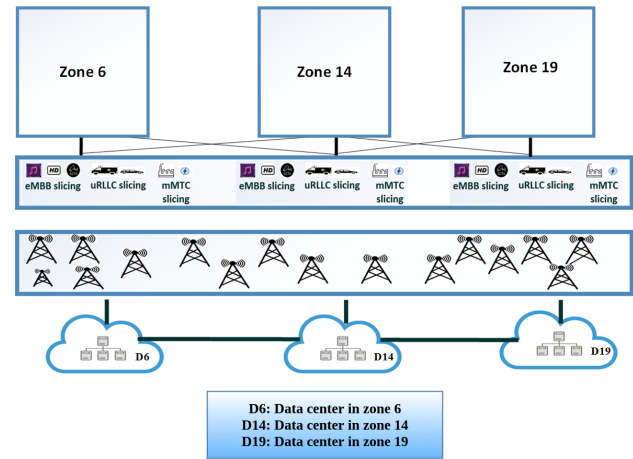 Zone 6
Zone 14
Zone 19
HD HD HD
eMBB slicing uRLLC slicing mMTC slicing
eMBB slicing uRLLC slicing mMTC slicing
eMBB slicing uRLLC slicing mMTC slicing
D6
D14
D19
D6: Data center in zone 6
D14: Data center in zone 14
D19: Data center in zone 19